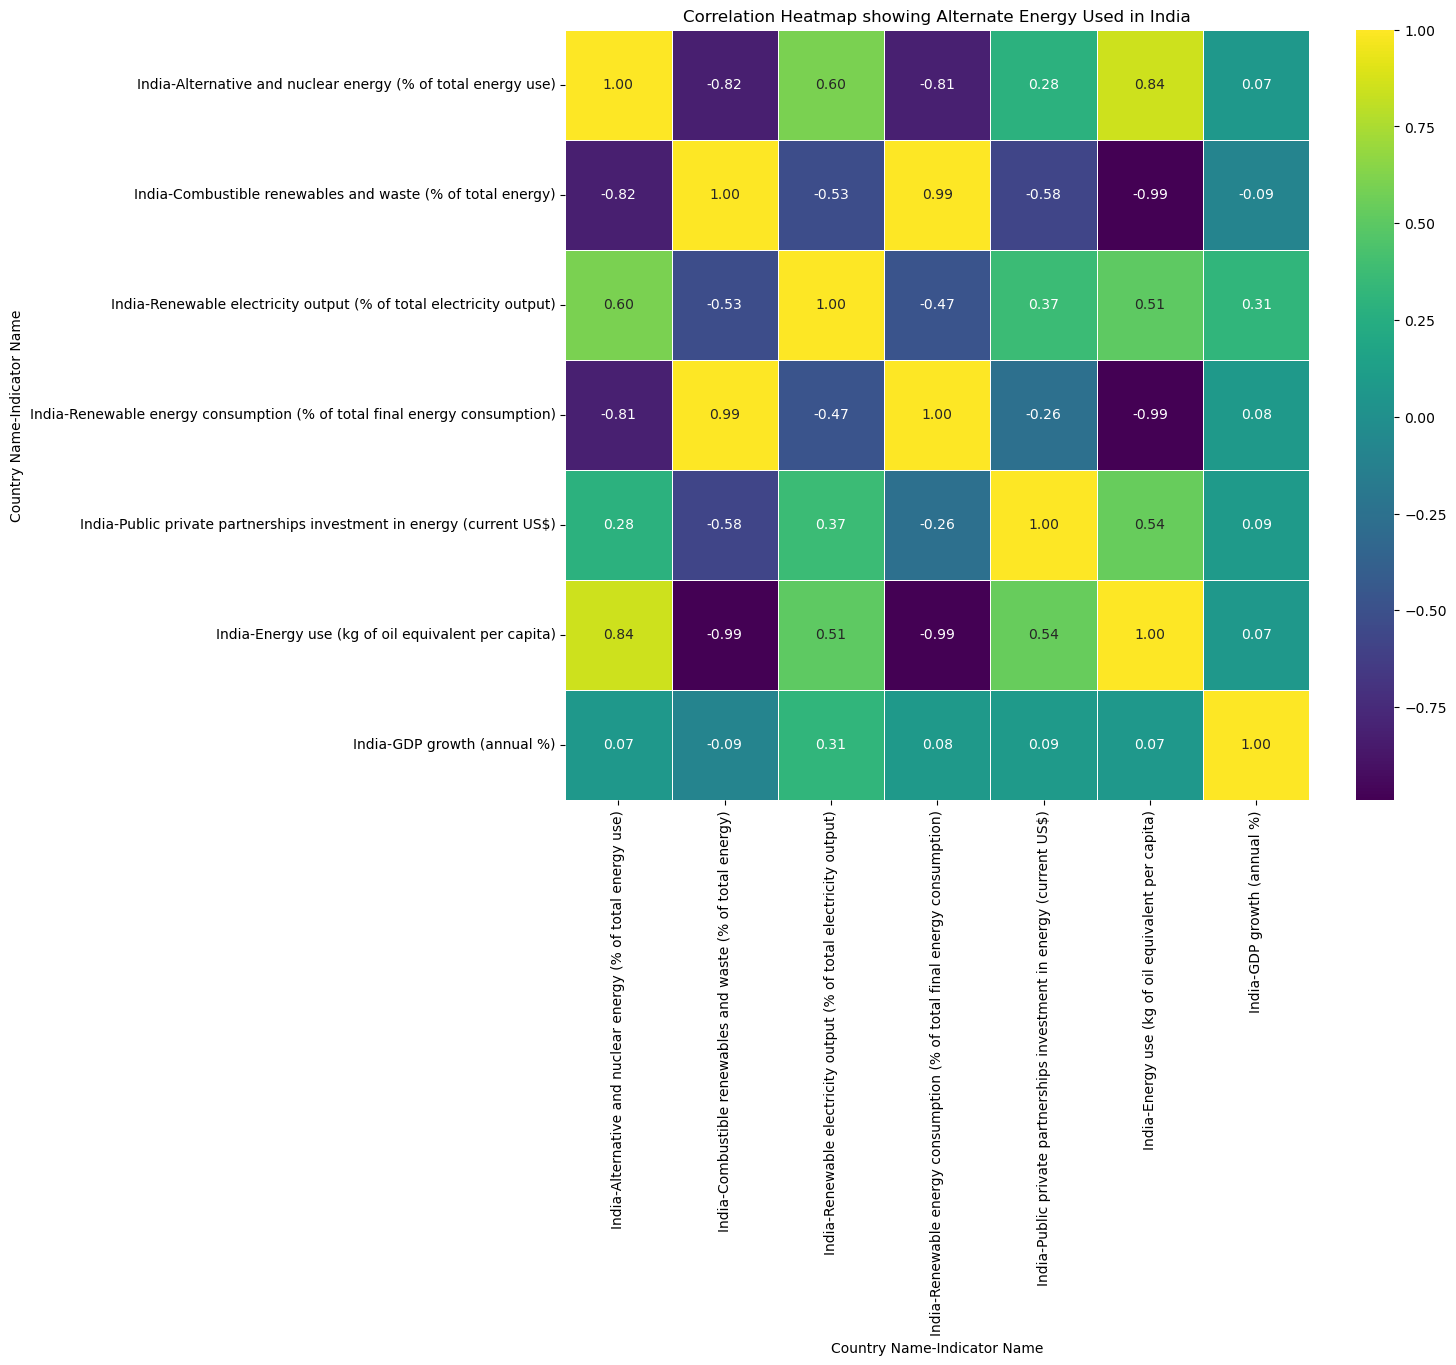 Correlation Heatmap showing Alternate Energy Used in India
Country Name-Indicator Name
India-Alternative and nuclear energy (% of total energy use)
1.00 -0.82 0.60 -0.81 0.28 0.84 0.07
India-Combustible renewables and waste (% of total energy)
-0.82 1.00 -0.53 0.99 -0.58 -0.99 -0.09
India-Renewable electricity output (% of total electricity output)
0.60 -0.53 1.00 -0.47 0.37 0.51 0.31
India-Renewable energy consumption (% of total final energy consumption)
-0.81 0.99 -0.47 1.00 -0.26 -0.99 0.08
India-Public private partnerships investment in energy (current US$)
0.28 -0.58 0.37 -0.26 1.00 0.54 0.09
India-Energy use (kg of oil equivalent per capita)
0.84 -0.99 0.51 -0.99 0.54 1.00 0.07
India-GDP growth (annual %)
0.07 -0.09 0.31 0.08 0.09 0.07 1.00
India-Alternative and nuclear energy (% of total energy use)
India-Combustible renewables and waste (% of total energy)
India-Renewable electricity output (% of total electricity output)
India-Renewable energy consumption (% of total final energy consumption)
India-Public private partnerships investment in energy (current US$)
India-Energy use (kg of oil equivalent per capita)
India-GDP growth (annual %)
Country Name-Indicator Name
1.00
0.75
0.50
0.25
0.00
−0.25
−0.50
−0.75